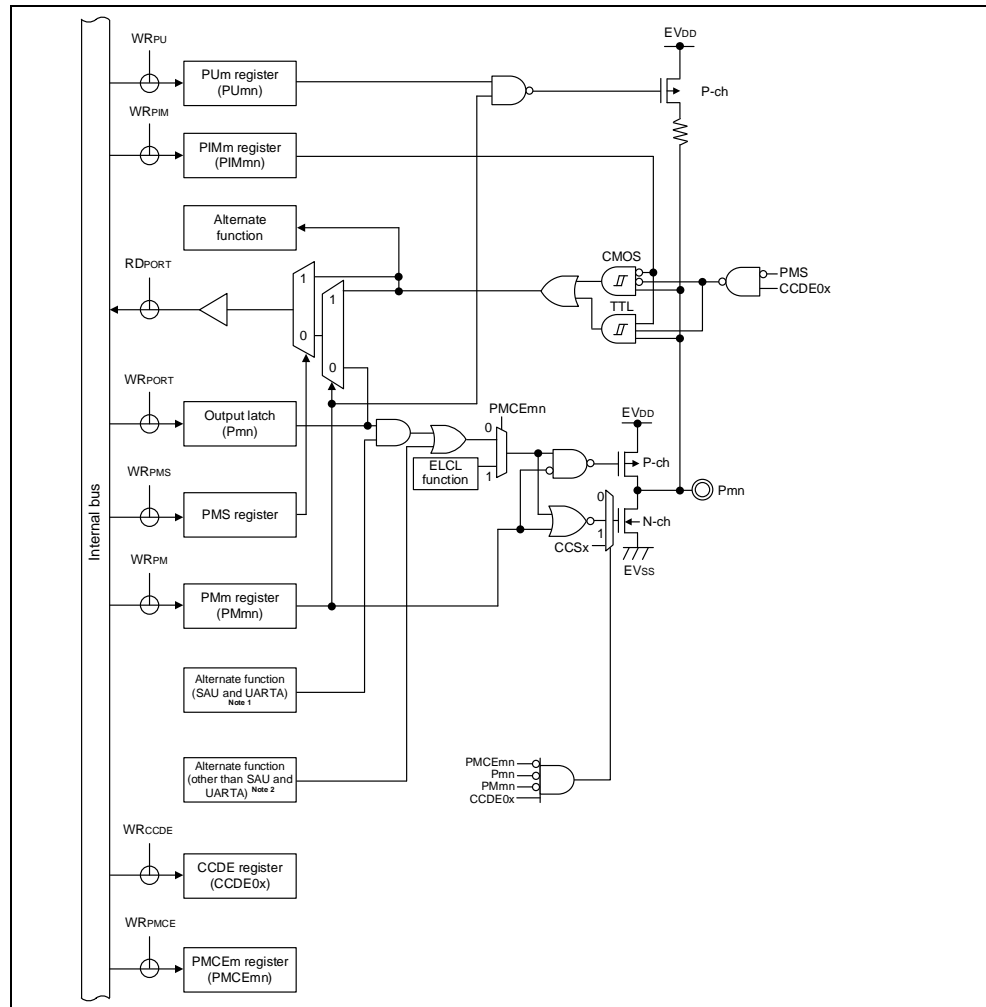 WRPU
EVDD
PUm register
(PUmn)
P-ch
WRPIM
PIMm register
(PIMmn)
Alternate
function
CMOS
PMS
CCDE0x
RDPORT
1
1
TTL
0
0
WRPORT
Output latch
(Pmn)
PMCEmn
0
ELCL
function
1
EVDD
P-ch
Pmn
WRPMS
PMS register
0
N-ch
1
CCSx
EVSS
Internal bus
WRPM
PMm register
(PMmn)
Alternate function
(SAU and UARTA)
Note 1
Alternate function
(other than SAU and
UARTA) Note 2
PMCEmn
Pmn
PMmn
CCDE0x
WRCCDE
CCDE register
(CCDE0x)
WRPMCE
PMCEm register
(PMCEmn)